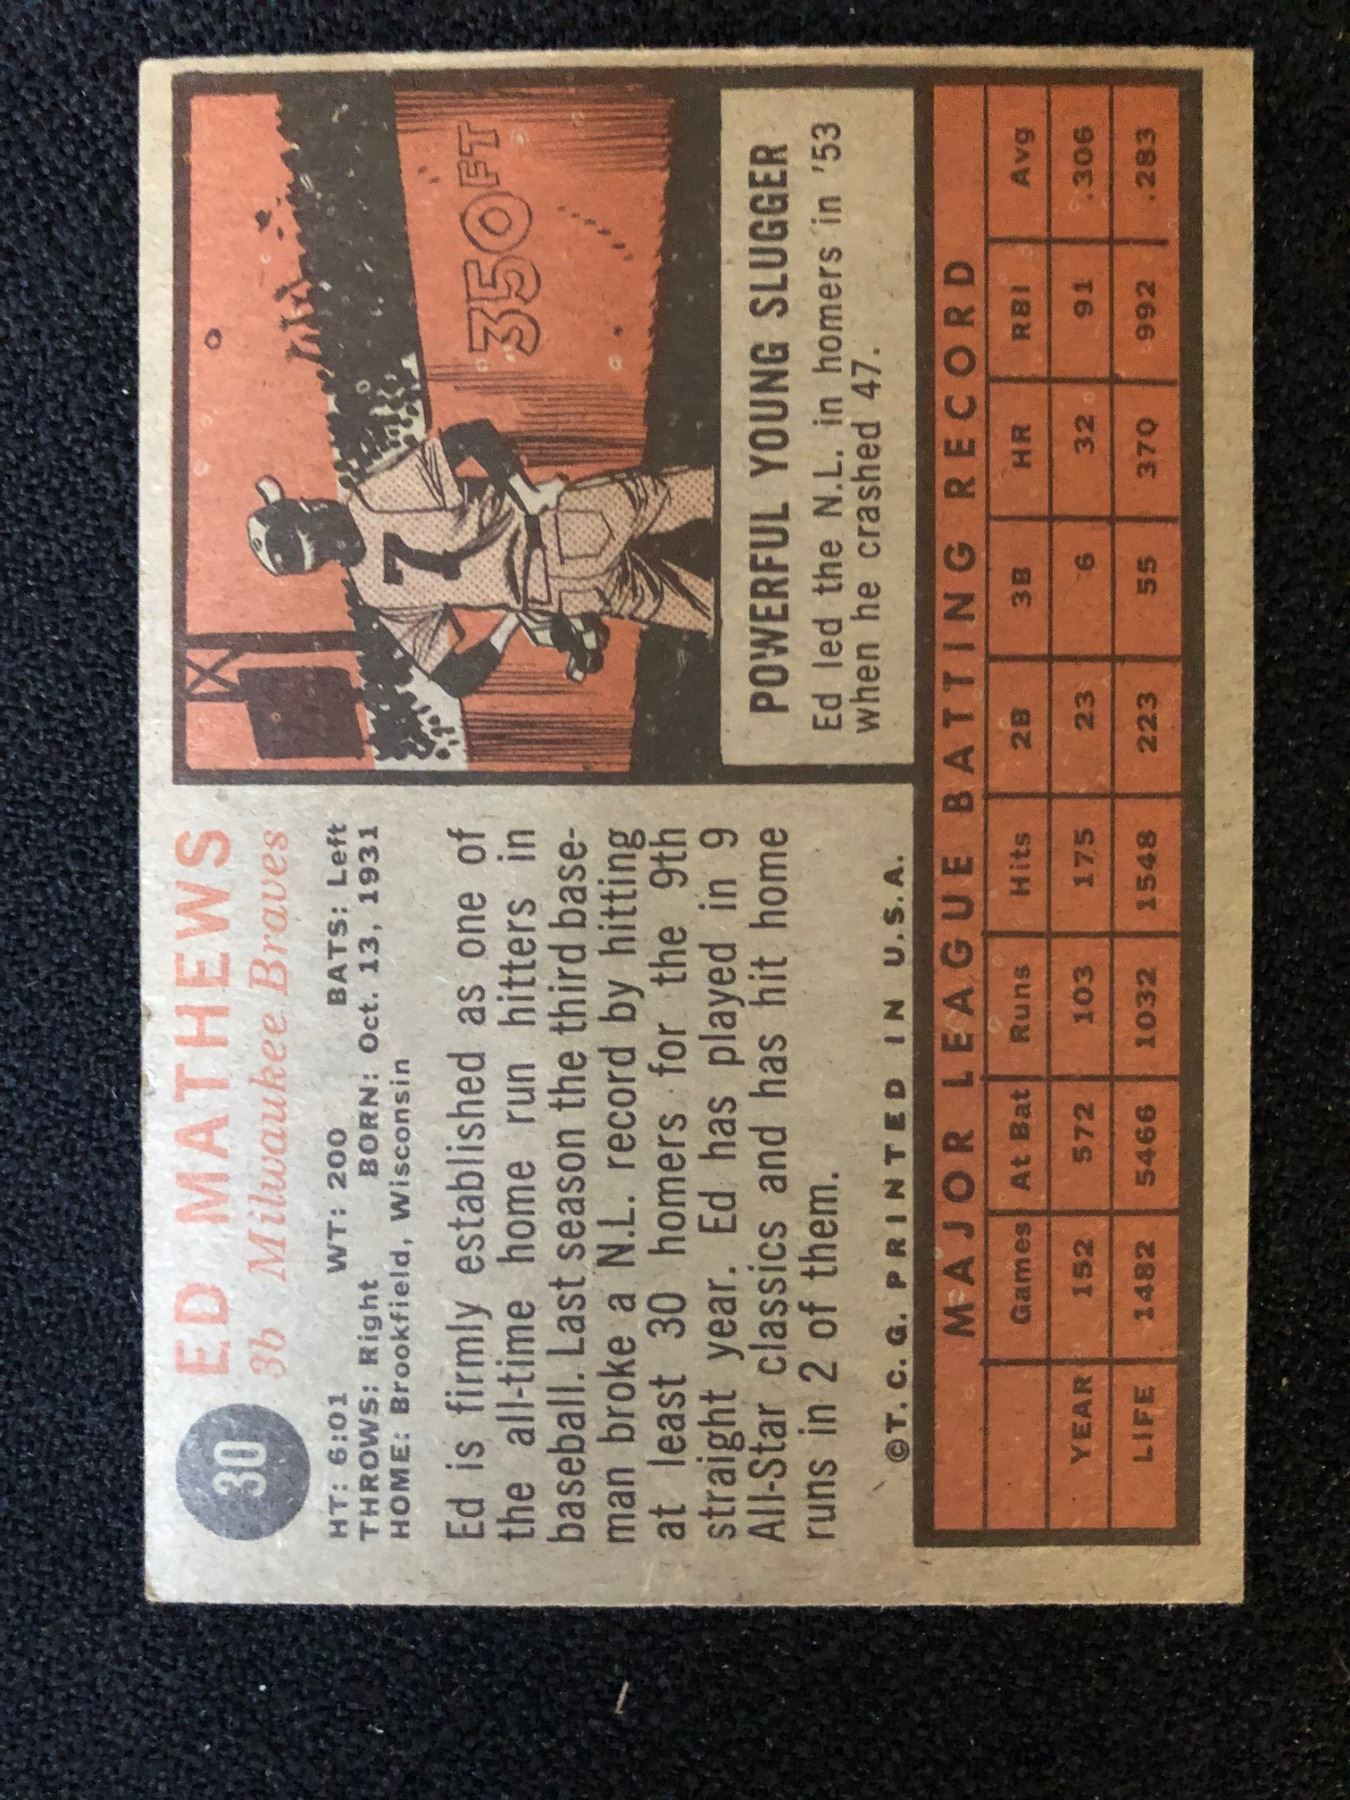 30
ED MATHEWS
3b Milwaukee Braves
HT: 6:01 WT: 200 BATS: Left
THROWS: Right BORN: Oct. 13, 1931
HOME: Brookfield, Wisconsin
Ed is firmly established as one of
the all-time home run hitters in
baseball. Last season the third base-
man broke a N.L. record by hitting
at least 30 homers for the 9th
straight year. Ed has played in 9
All-Star classics and has hit home
runs in 2 of them.
©T.C.G. PRINTED IN U.S.A.
350FT
7
POWERFUL YOUNG SLUGGER
Ed led the N.L. in homers in '53
when he crashed 47.
MAJOR LEAGUE BATTING RECORD
Games At Bat Runs Hits 2B 3B HR RBI Avg
YEAR 152 572 103 175 23 6 32 91 .306
LIFE 1482 5466 1032 1548 223 55 370 992 .283